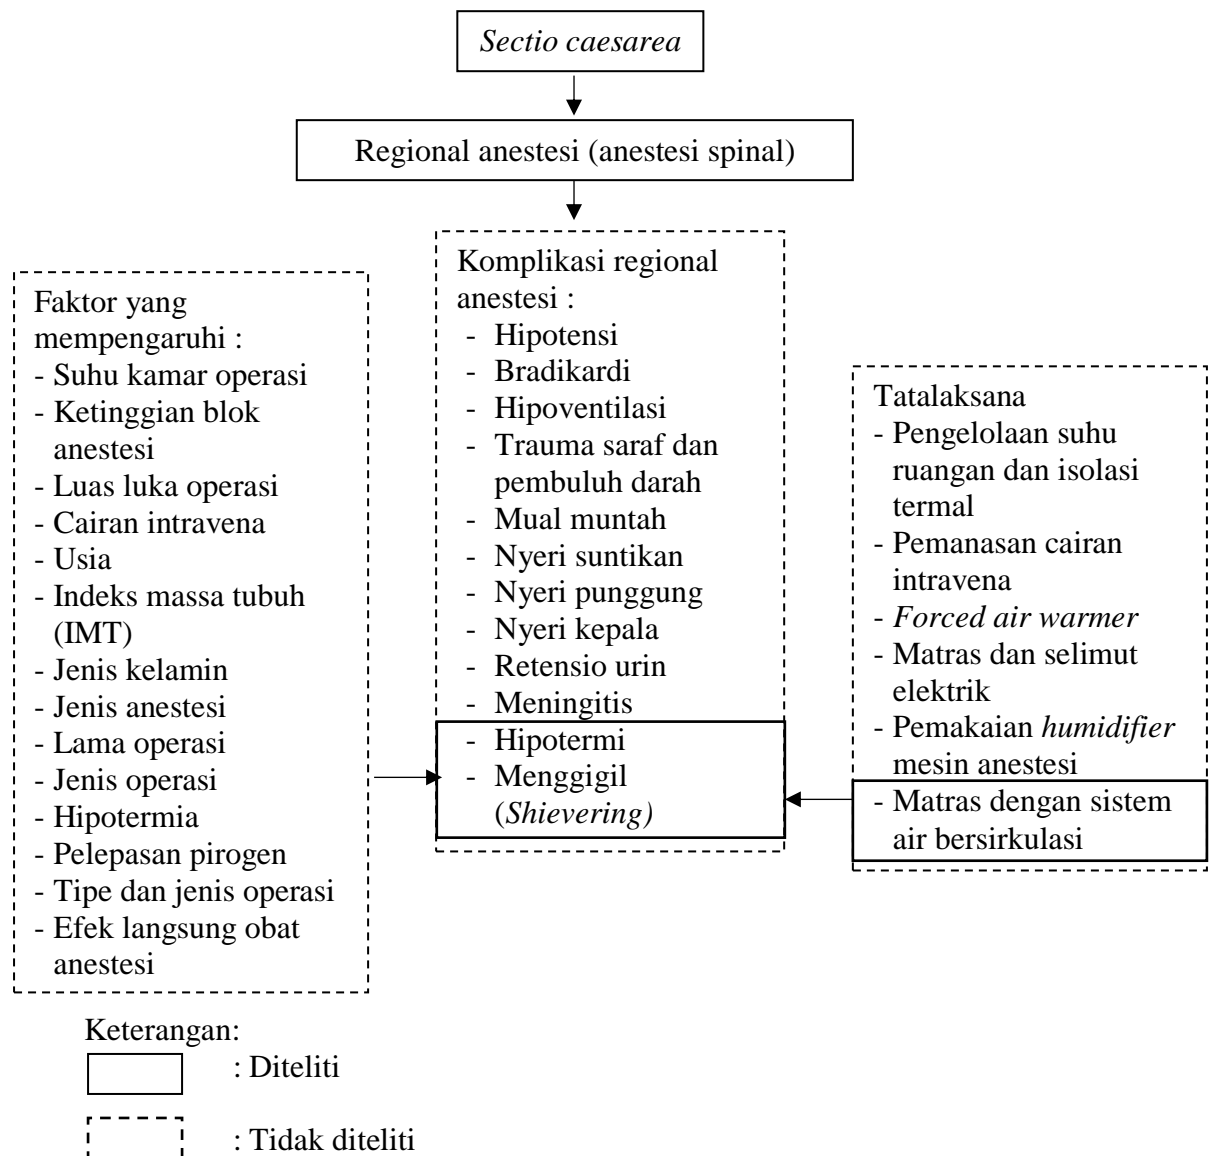 Sectio caesarea
Regional anestesi (anestesi spinal)
Faktor yang
mempengaruhi :
- Suhu kamar operasi
- Ketinggian blok
anestesi
- Luas luka operasi
- Cairan intravena
- Usia
- Indeks massa tubuh
(IMT)
- Jenis kelamin
- Jenis anestesi
- Lama operasi
- Jenis operasi
- Hipotermia
- Pelepasan pirogen
- Tipe dan jenis operasi
- Efek langsung obat
anestesi
Komplikasi regional
anestesi :
- Hipotensi
- Bradikardi
- Hipoventilasi
- Trauma saraf dan
pembuluh darah
- Mual muntah
- Nyeri suntikan
- Nyeri punggung
- Nyeri kepala
- Retensio urin
- Meningitis
- Hipotermi
- Menggigil
(Shievering)
Tatalaksana
- Pengelolaan suhu
ruangan dan isolasi
termal
- Pemanasan cairan
intravena
- Forced air warmer
- Matras dan selimut
elektrik
- Pemakaian humidifier
mesin anestesi
- Matras dengan sistem
air bersirkulasi
Keterangan:
: Diteliti
: Tidak diteliti